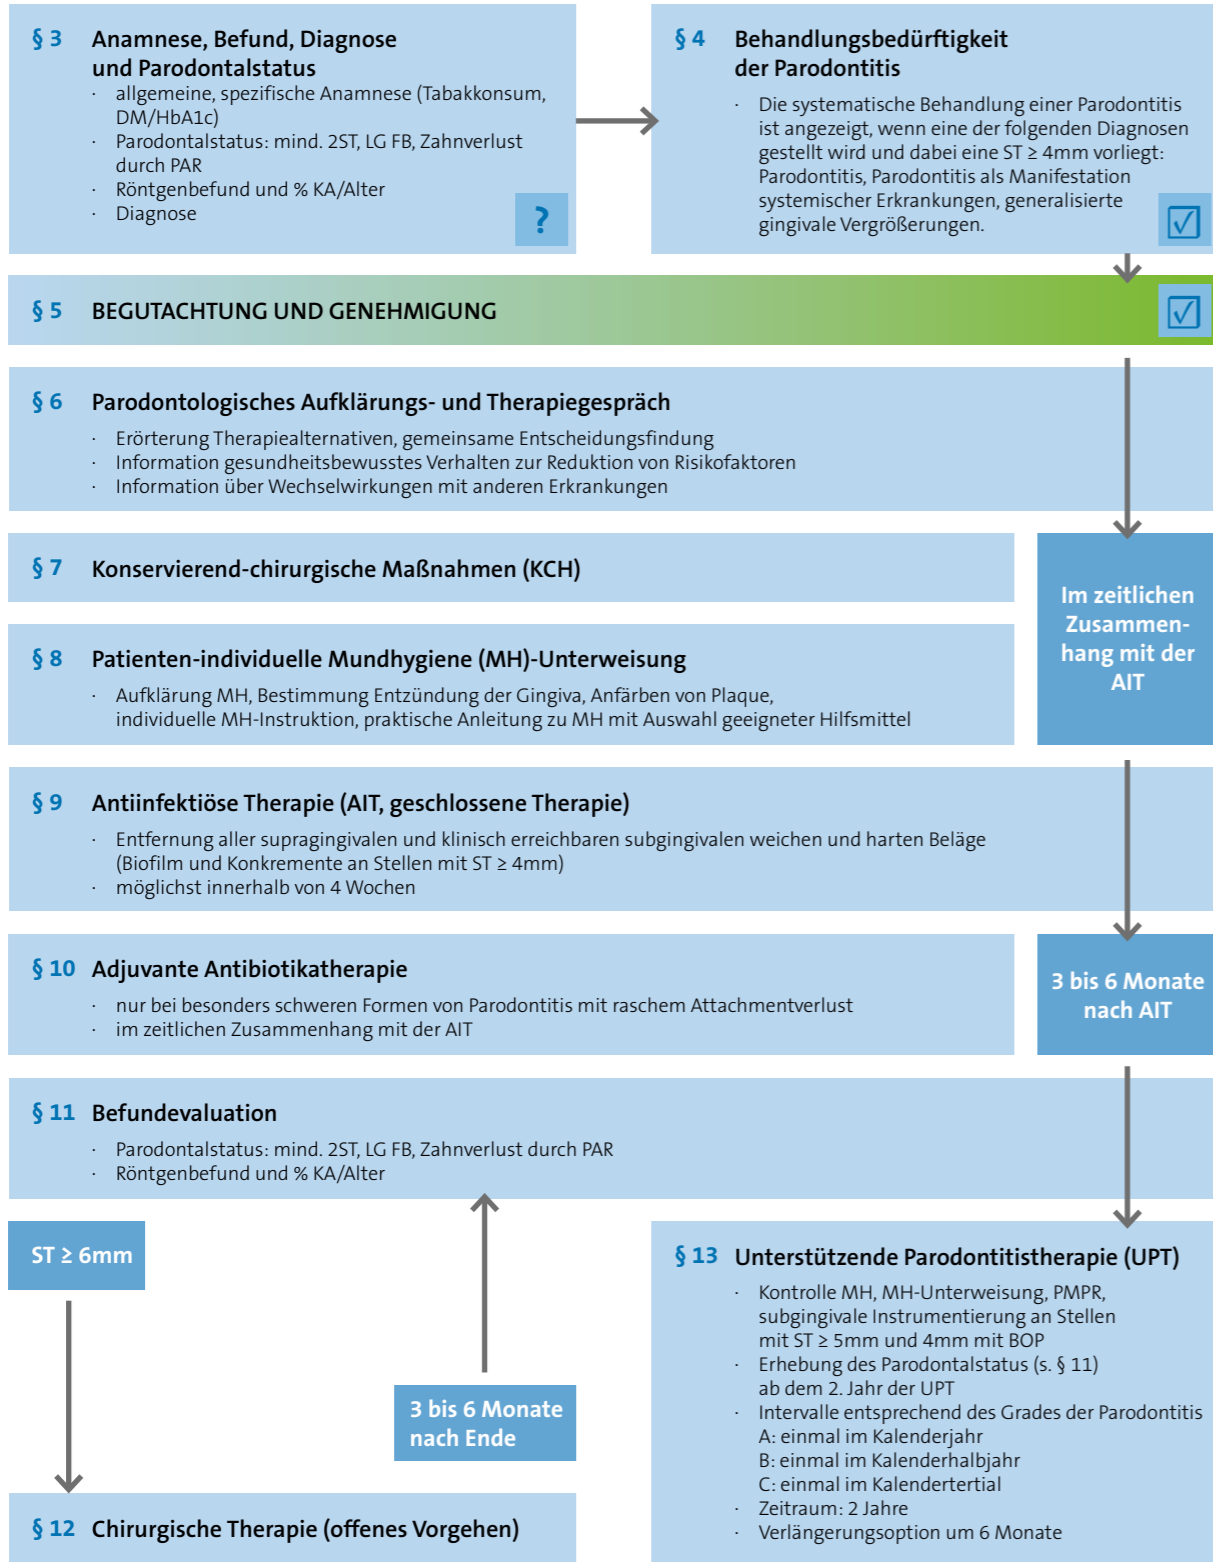 § 3 Anamnese, Befund, Diagnose
und Parodontalstatus
· allgemeine, spezifische Anamnese (Tabakkonsum,
DM/HbA1c)
· Parodontalstatus: mind. 2ST, LG FB, Zahnverlust
durch PAR
· Röntgenbefund und % KA/Alter
· Diagnose
?
§ 4 Behandlungsbedürftigkeit
der Parodontitis
· Die systematische Behandlung einer Parodontitis
ist angezeigt, wenn eine der folgenden Diagnosen
gestellt wird und dabei eine ST ≥ 4mm vorliegt:
Parodontitis, Parodontitis als Manifestation
systemischer Erkrankungen, generalisierte
gingivale Vergrößerungen.
§ 5 BEGUTACHTUNG UND GENEHMIGUNG
§ 6 Parodontologisches Aufklärungs- und Therapiegespräch
· Erörterung Therapiealternativen, gemeinsame Entscheidungsfindung
· Information gesundheitsbewusstes Verhalten zur Reduktion von Risikofaktoren
· Information über Wechselwirkungen mit anderen Erkrankungen
§ 7 Konservierend-chirurgische Maßnahmen (KCH)
§ 8 Patienten-individuelle Mundhygiene (MH)-Unterweisung
· Aufklärung MH, Bestimmung Entzündung der Gingiva, Anfärben von Plaque,
individuelle MH-Instruktion, praktische Anleitung zu MH mit Auswahl geeigneter Hilfsmittel
Im zeitlichen
Zusammen-
hang mit der
AIT
§ 9 Antiinfektiöse Therapie (AIT, geschlossene Therapie)
· Entfernung aller supragingivalen und klinisch erreichbaren subgingivalen weichen und harten Beläge
(Biofilm und Konkremente an Stellen mit ST ≥ 4mm)
· möglichst innerhalb von 4 Wochen
§ 10 Adjuvante Antibiotikatherapie
· nur bei besonders schweren Formen von Parodontitis mit raschem Attachmentverlust
· im zeitlichen Zusammenhang mit der AIT
3 bis 6 Monate
nach AIT
§ 11 Befundevaluation
· Parodontalstatus: mind. 2ST, LG FB, Zahnverlust durch PAR
· Röntgenbefund und % KA/Alter
ST ≥ 6mm
3 bis 6 Monate
nach Ende
§ 12 Chirurgische Therapie (offenes Vorgehen)
§ 13 Unterstützende Parodontitistherapie (UPT)
· Kontrolle MH, MH-Unterweisung, PMPR,
subgingivale Instrumentierung an Stellen
mit ST ≥ 5mm und 4mm mit BOP
· Erhebung des Parodontalstatus (s. § 11)
ab dem 2. Jahr der UPT
· Intervalle entsprechend des Grades der Parodontitis
A: einmal im Kalenderjahr
B: einmal im Kalenderhalbjahr
C: einmal im Kalendertertial
· Zeitraum: 2 Jahre
· Verlängerungsoption um 6 Monate